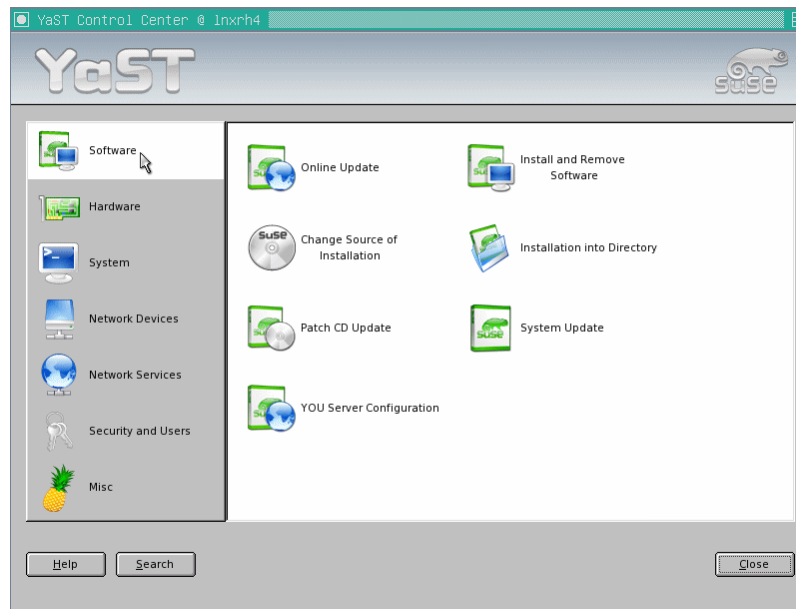 YaST Control Center @ lnxrh4
YaST
SUSE
Software
Hardware
System
Network Devices
Network Services
Security and Users
Misc
Online Update
Install and Remove
Software
SUSE
Change Source of
Installation
Installation into Directory
Patch CD Update
SUSE
System Update
YOU Server Configuration
Help
Search
Close